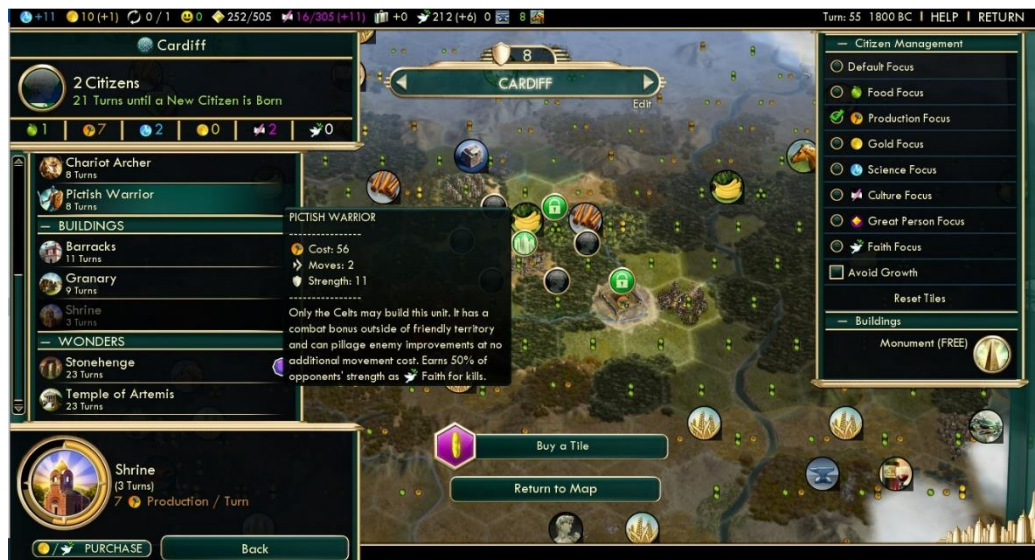 +11 10 (+1) 0 / 1 0 252/505 16/305 (+11) +0 212 (+6) 0 8 Turn: 55 1800 BC | HELP | RETURN
Cardiff
2 Citizens
21 Turns until a New Citizen is Born
1 7 2 0 2 0
Chariot Archer
8 Turns
Pictish Warrior
8 Turns
— BUILDINGS
Barracks
11 Turns
Granary
9 Turns
Shrine
3 Turns
— WONDERS
Stonehenge
23 Turns
Temple of Artemis
23 Turns
Shrine
(3 Turns)
7 Production / Turn
/ PURCHASE
Back
8
CARDIFF
Edit
PICTISH WARRIOR
----------------
Cost: 56
Moves: 2
Strength: 11
----------------
Only the Celts may build this unit. It has a
combat bonus outside of friendly territory
and can pillage enemy improvements at no
additional movement cost. Earns 50% of
opponents' strength as Faith for kills.
Buy a Tile
Return to Map
— Citizen Management
Default Focus
Food Focus
Production Focus
Gold Focus
Science Focus
Culture Focus
Great Person Focus
Faith Focus
Avoid Growth
Reset Tiles
— Buildings
Monument (FREE)